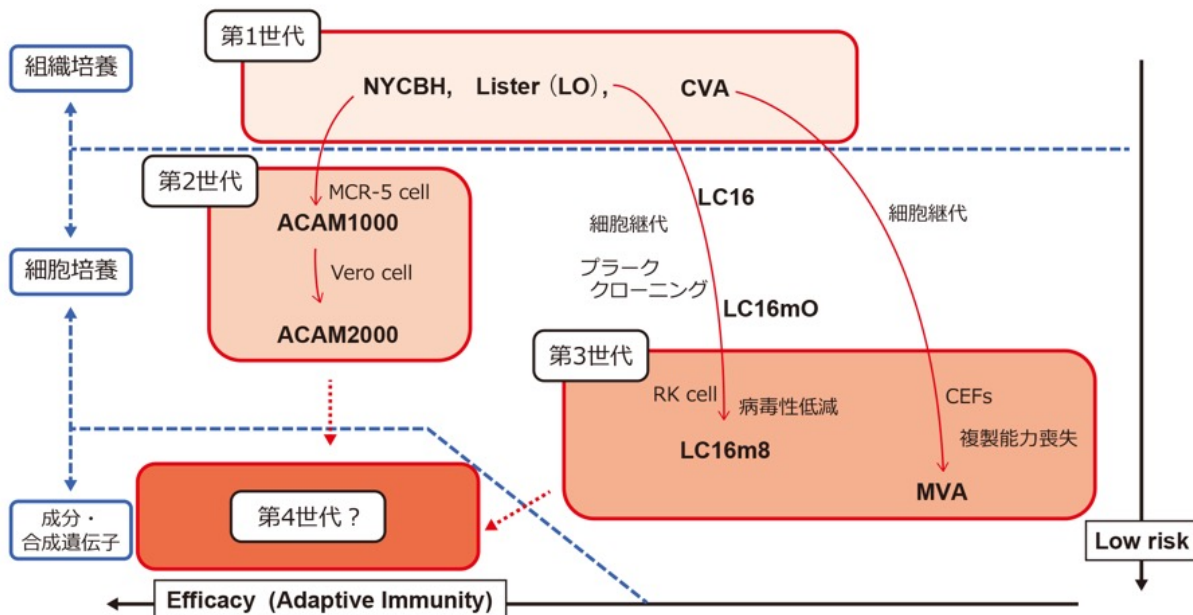 第1世代
組織培養
NYCBH, Lister（LO）, CVA
第2世代
MCR-5 cell
ACAM1000
LC16
細胞継代
細胞継代
細胞培養
Vero cell
プラーク
クローニング
ACAM2000
LC16mO
第3世代
RK cell
病毒性低減
CEFs
LC16m8
複製能力喪失
MVA
成分・
合成遺伝子
第4世代？
Low risk
Efficacy (Adaptive Immunity)